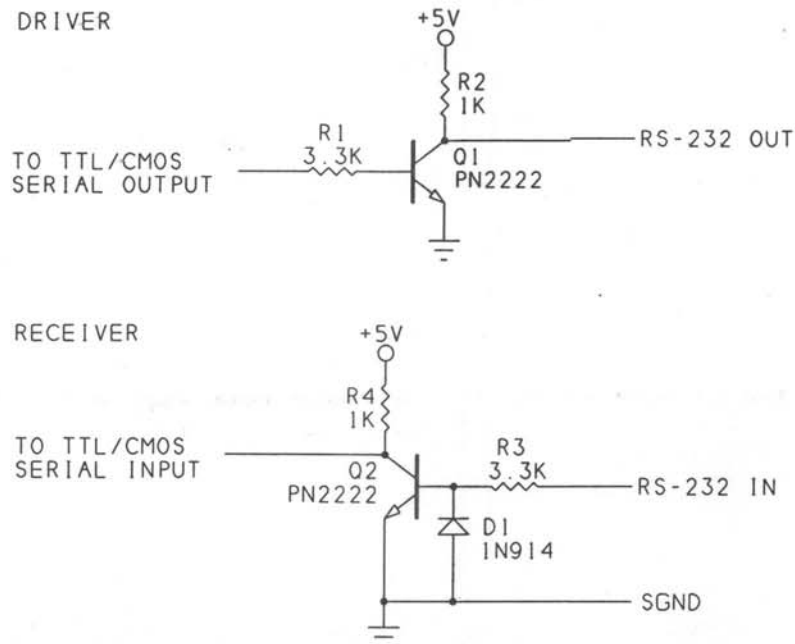 DRIVER
+5V
R2
1K
R1
3.3K
RS-232 OUT
Q1
PN2222
TO TTL/CMOS
SERIAL OUTPUT
RECEIVER
+5V
R4
1K
TO TTL/CMOS
SERIAL INPUT
Q2
PN2222
R3
3.3K
RS-232 IN
D1
1N914
SGND